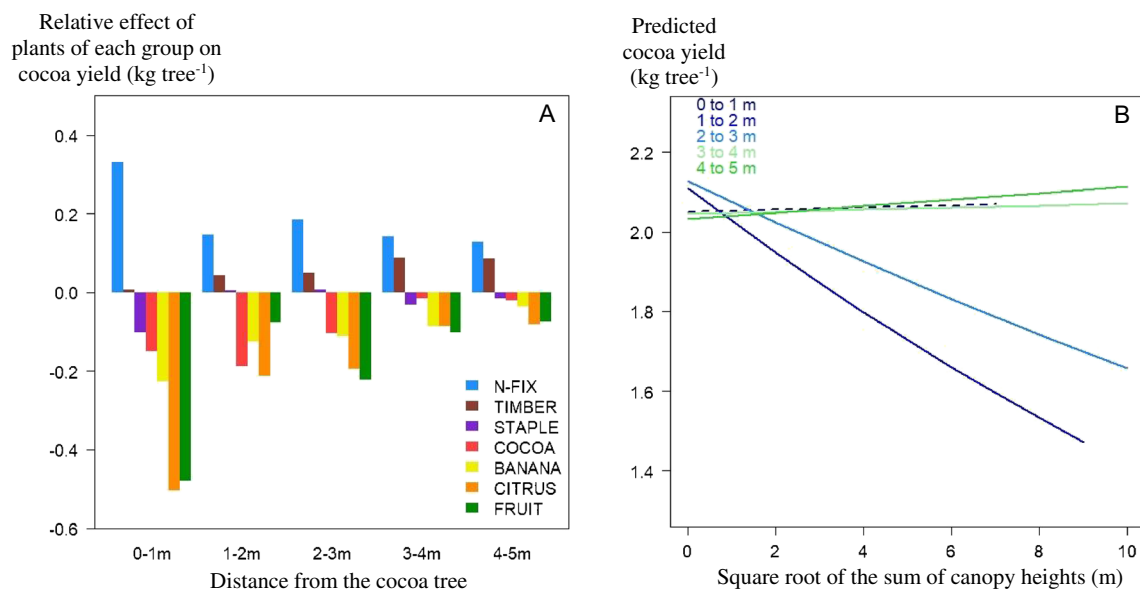 Relative effect of
plants of each group on
cocoa yield (kg tree⁻¹)
A
0.4
0.2
0.0
-0.2
-0.4
-0.6
N-FIX
TIMBER
STAPLE
COCOA
BANANA
CITRUS
FRUIT
0-1m 1-2m 2-3m 3-4m 4-5m
Distance from the cocoa tree
Predicted
cocoa yield
(kg tree⁻¹)
B
0 to 1 m
1 to 2 m
2 to 3 m
3 to 4 m
4 to 5 m
2.2
2.0
1.8
1.6
1.4
0 2 4 6 8 10
Square root of the sum of canopy heights (m)